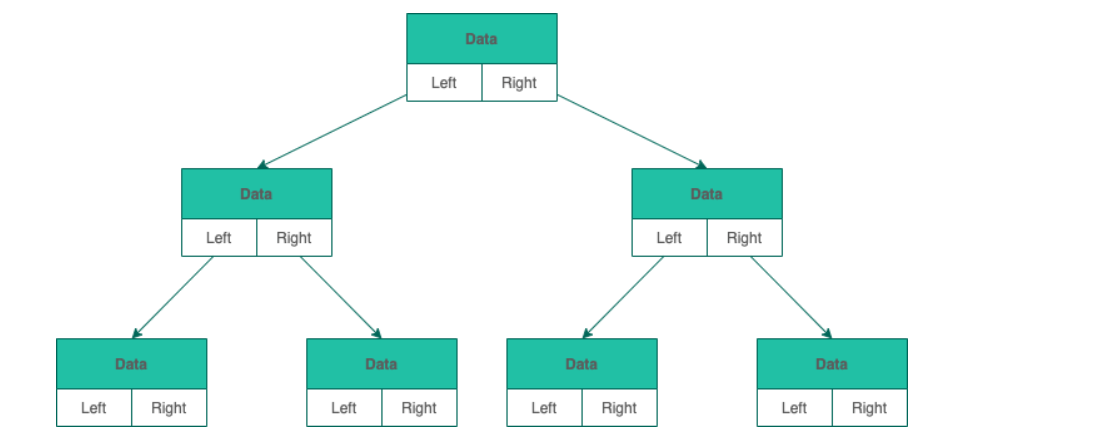 Data
Left Right
Data Data
Left Right Left Right
Data Data Data Data
Left Right Left Right Left Right Left Right